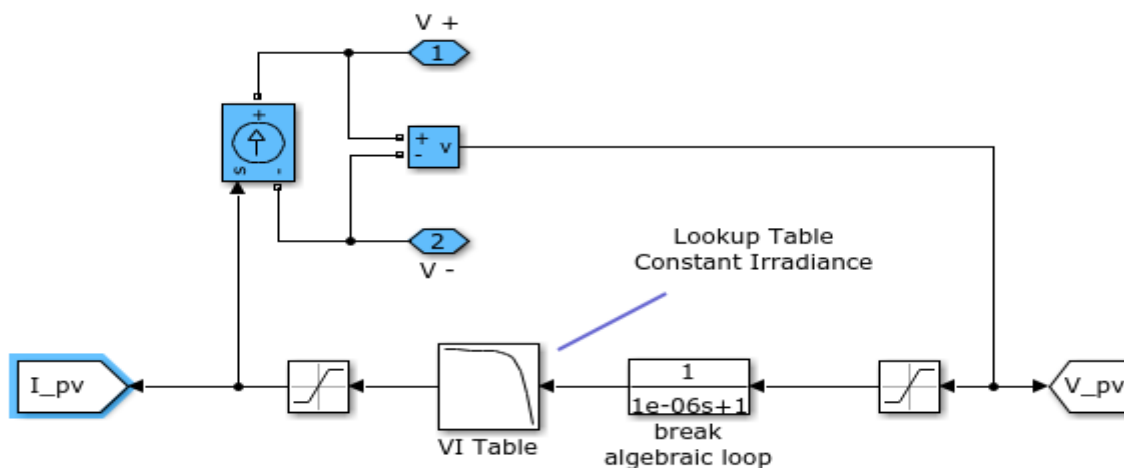 V +
1
+
s
-
+
-
v
2
V -
Lookup Table
Constant Irradiance
I_pv
VI Table
1
1e-06s+1
break
algebraic loop
V_pv